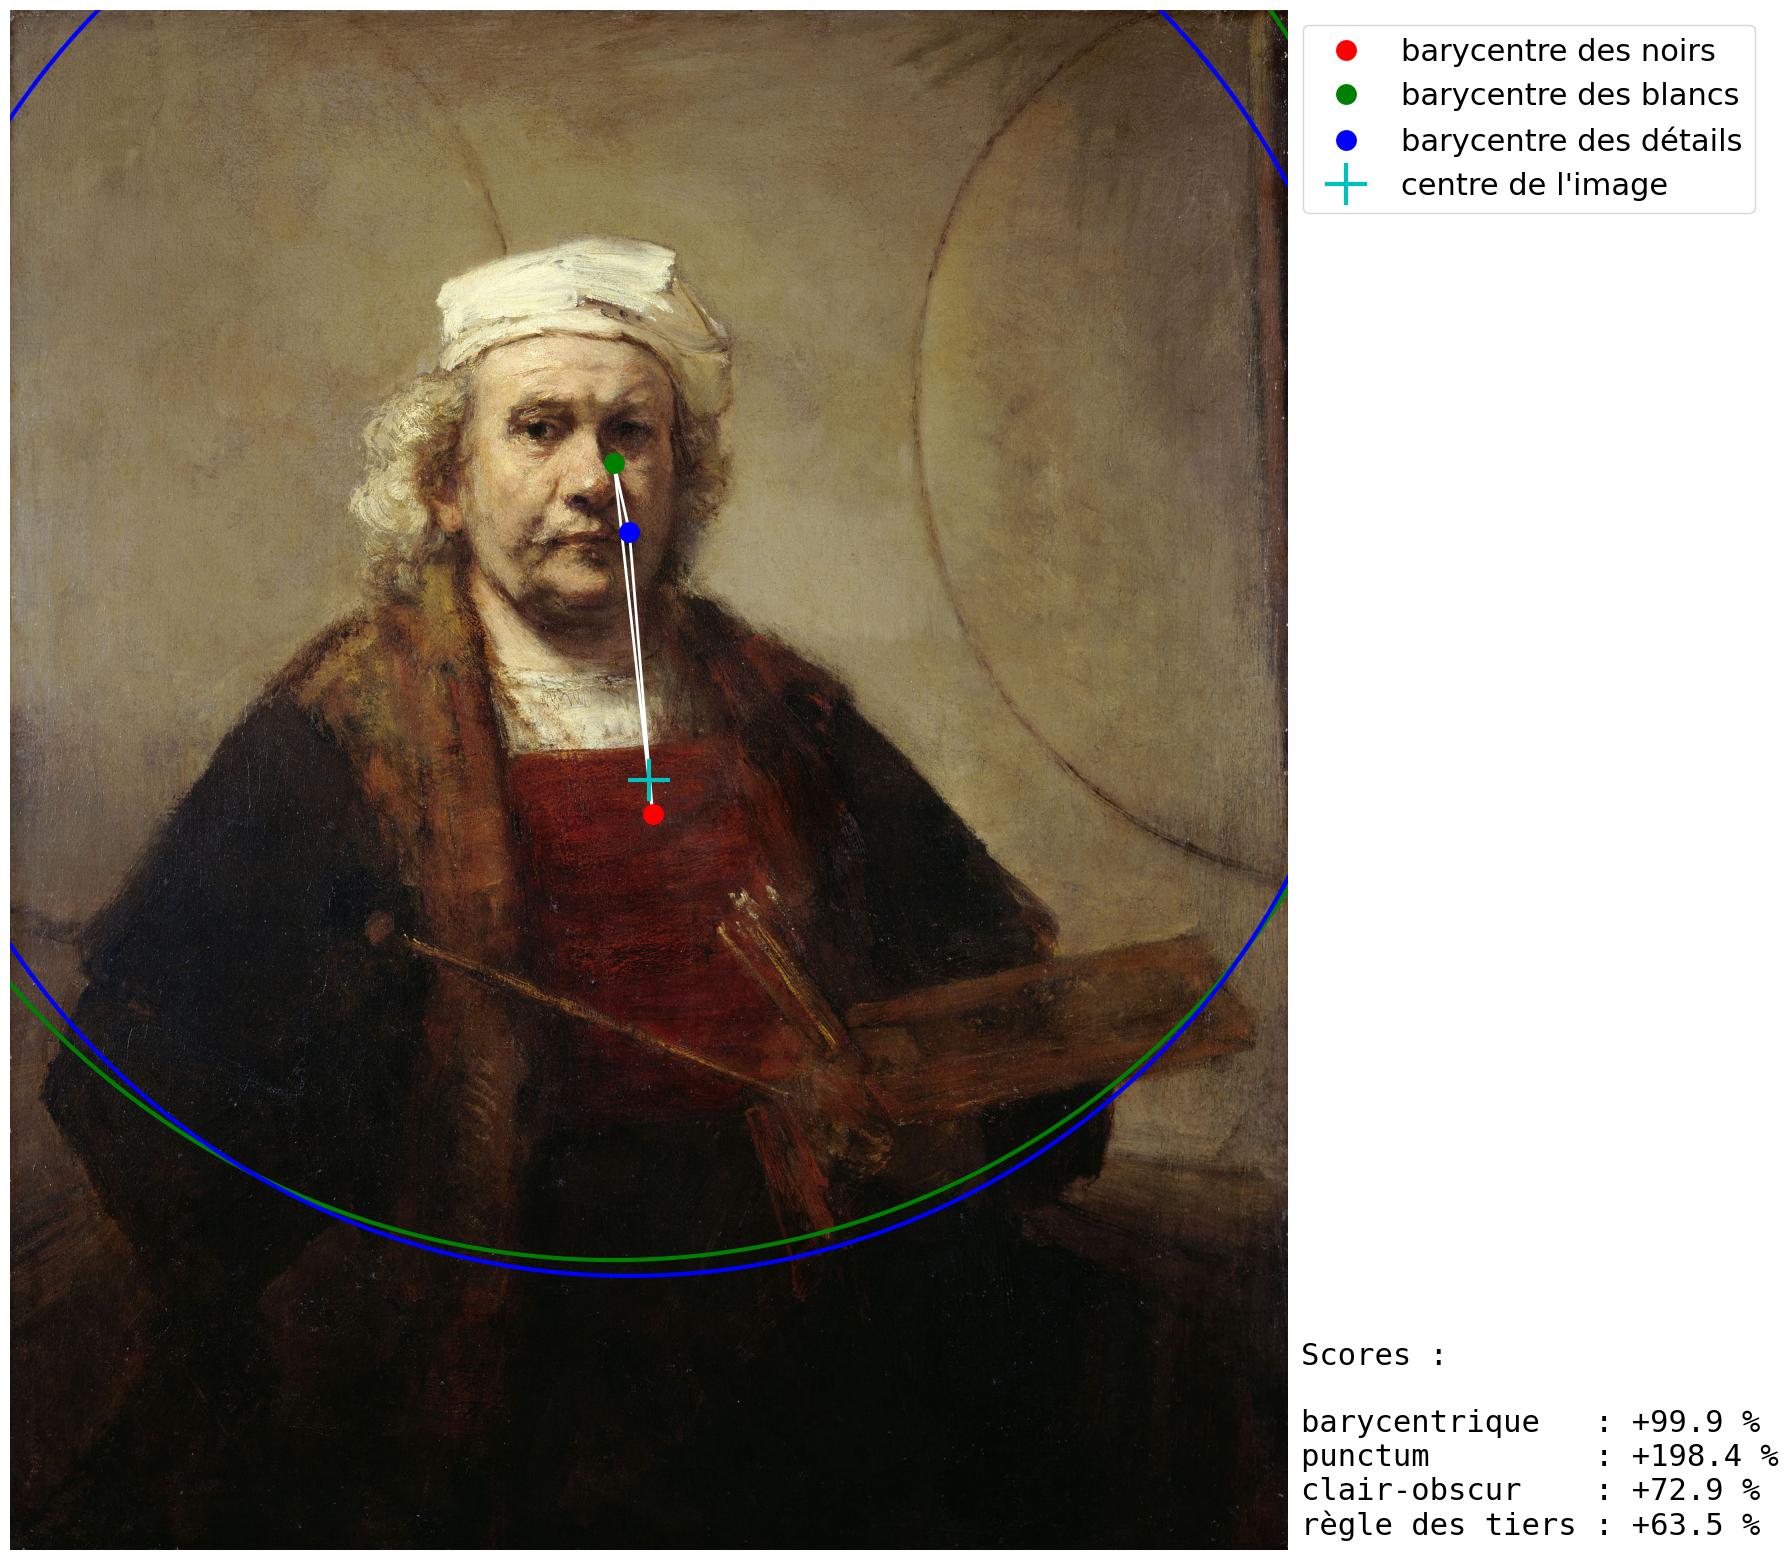 barycentre des noirs
barycentre des blancs
barycentre des détails
centre de l'image
Scores :
barycentrique : +99.9 %
punctum : +198.4 %
clair-obscur : +72.9 %
règle des tiers : +63.5 %